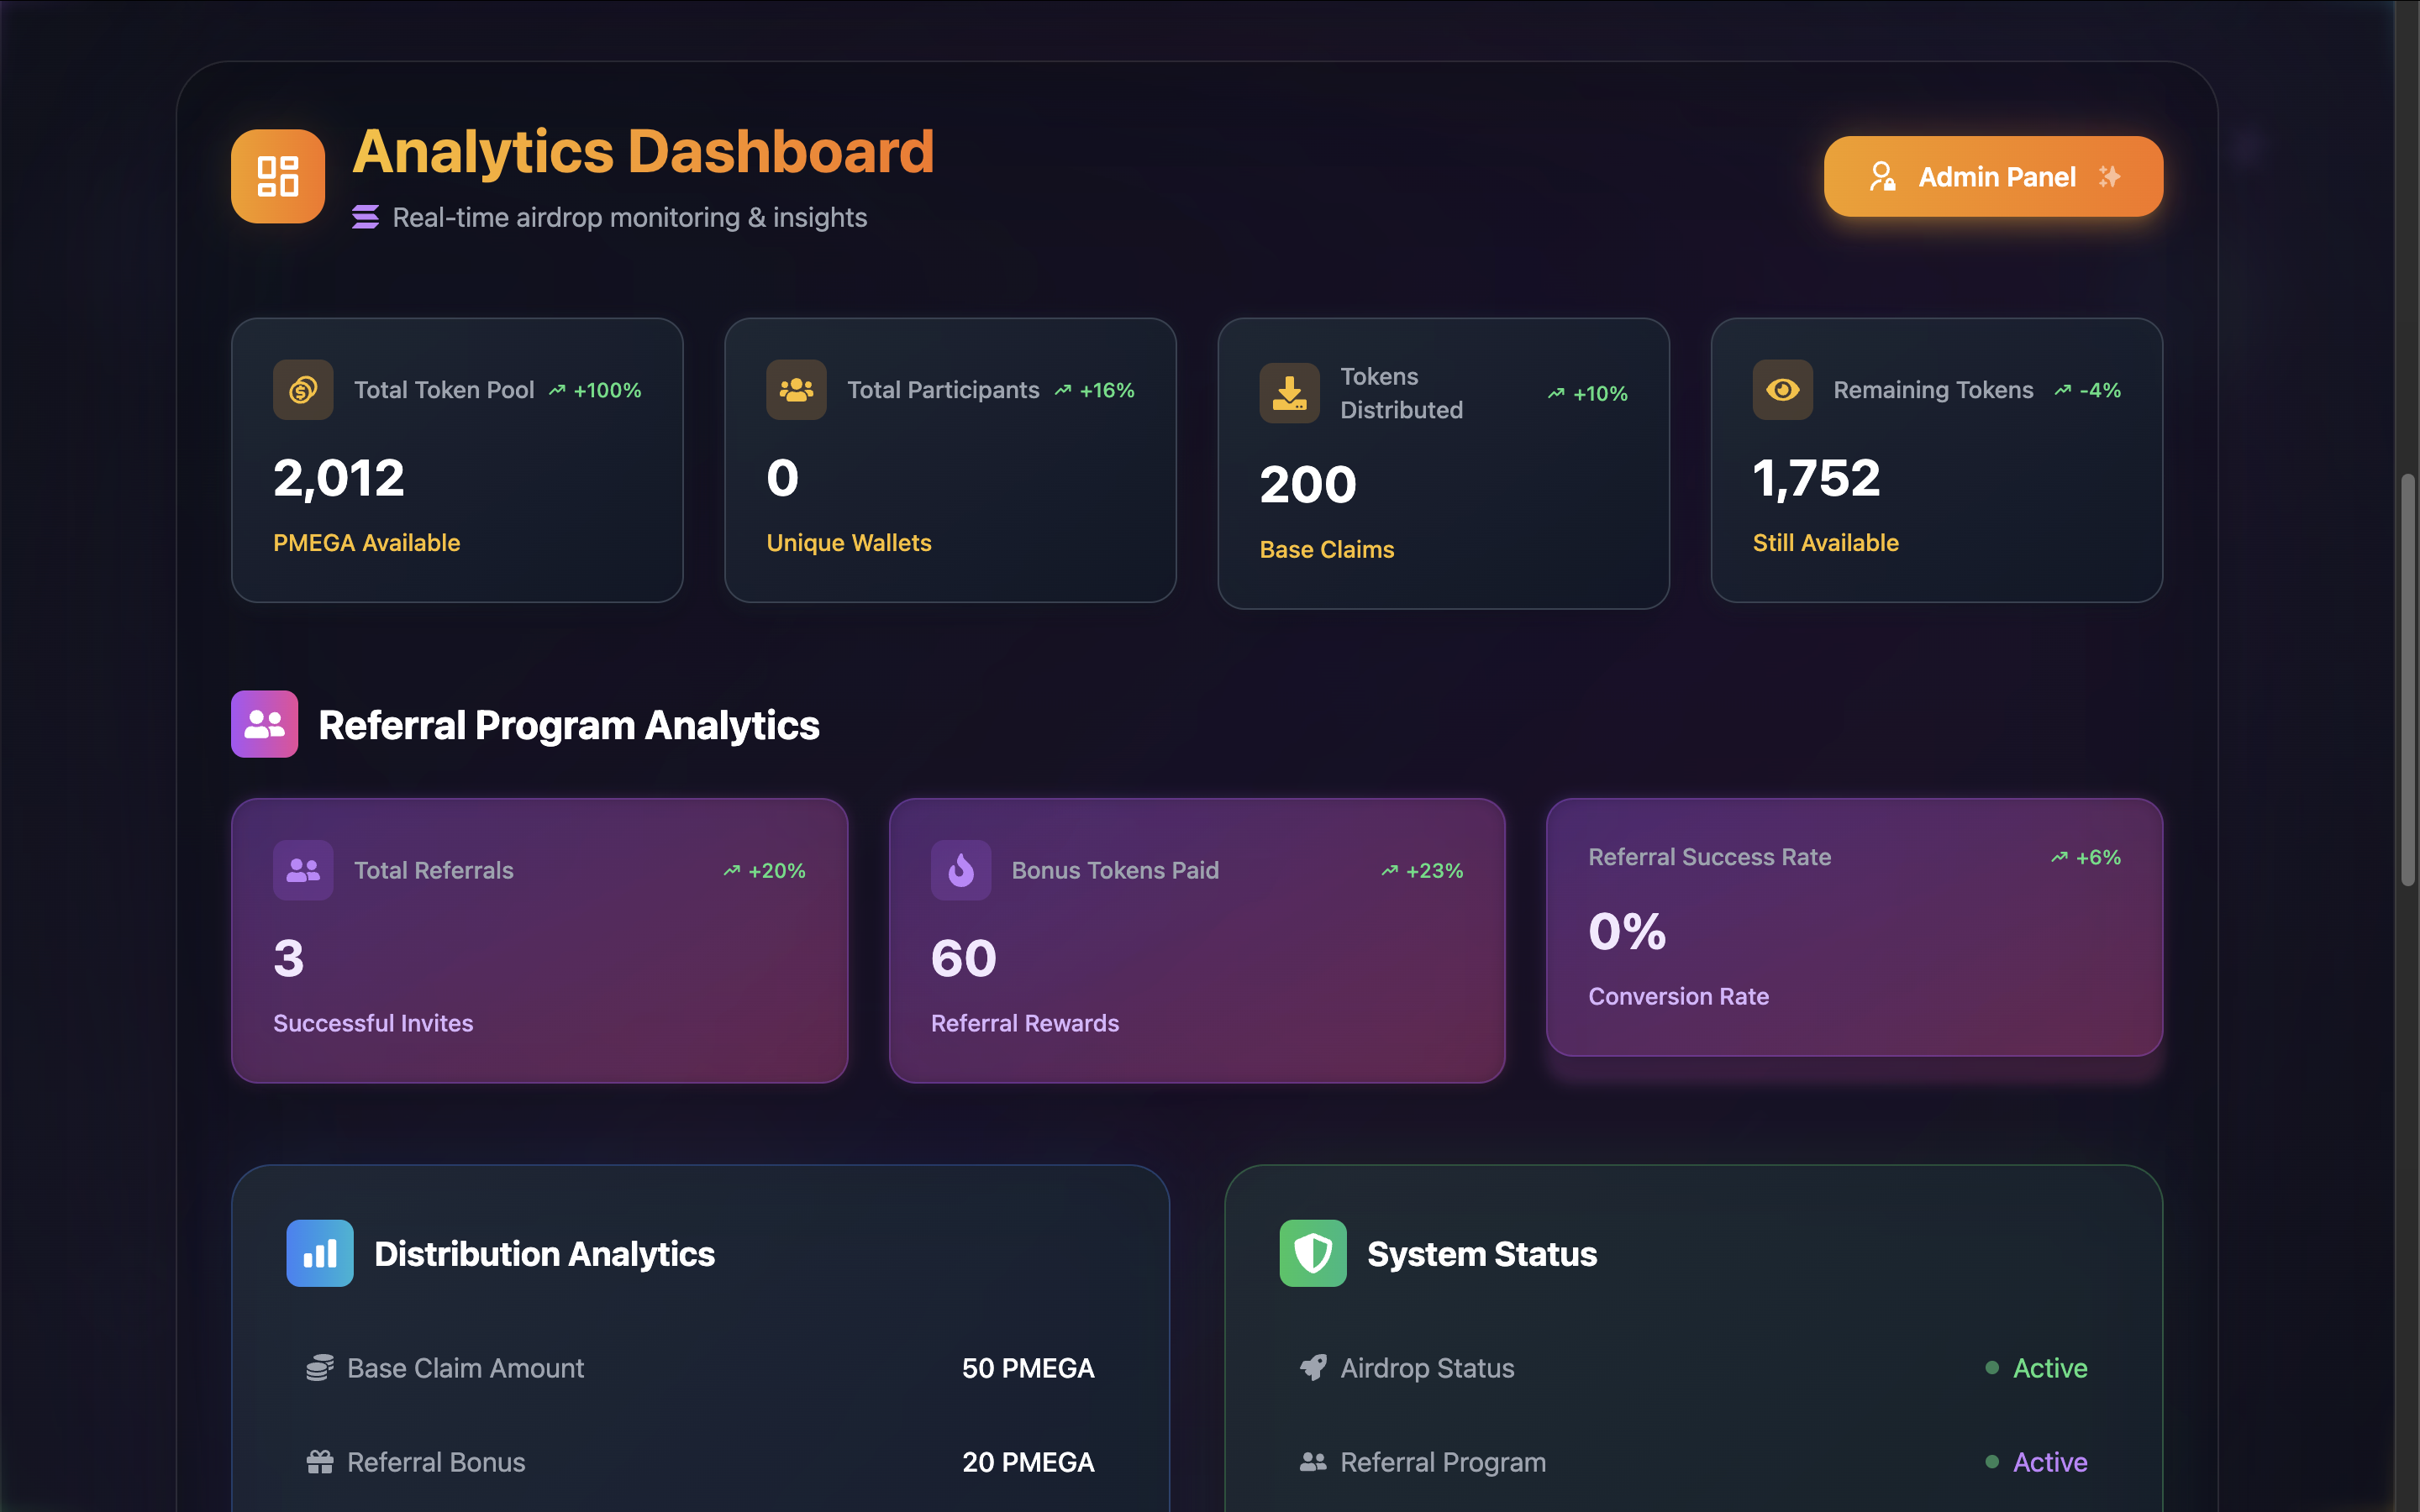 Analytics Dashboard
Real-time airdrop monitoring & insights
Admin Panel
Total Token Pool
+100%
2,012
PMEGA Available
Total Participants
+16%
0
Unique Wallets
Tokens
Distributed
+10%
200
Base Claims
Remaining Tokens
-4%
1,752
Still Available
Referral Program Analytics
Total Referrals
+20%
3
Successful Invites
Bonus Tokens Paid
+23%
60
Referral Rewards
Referral Success Rate
+6%
0%
Conversion Rate
Distribution Analytics
Base Claim Amount
50 PMEGA
Referral Bonus
20 PMEGA
System Status
Airdrop Status
Active
Referral Program
Active